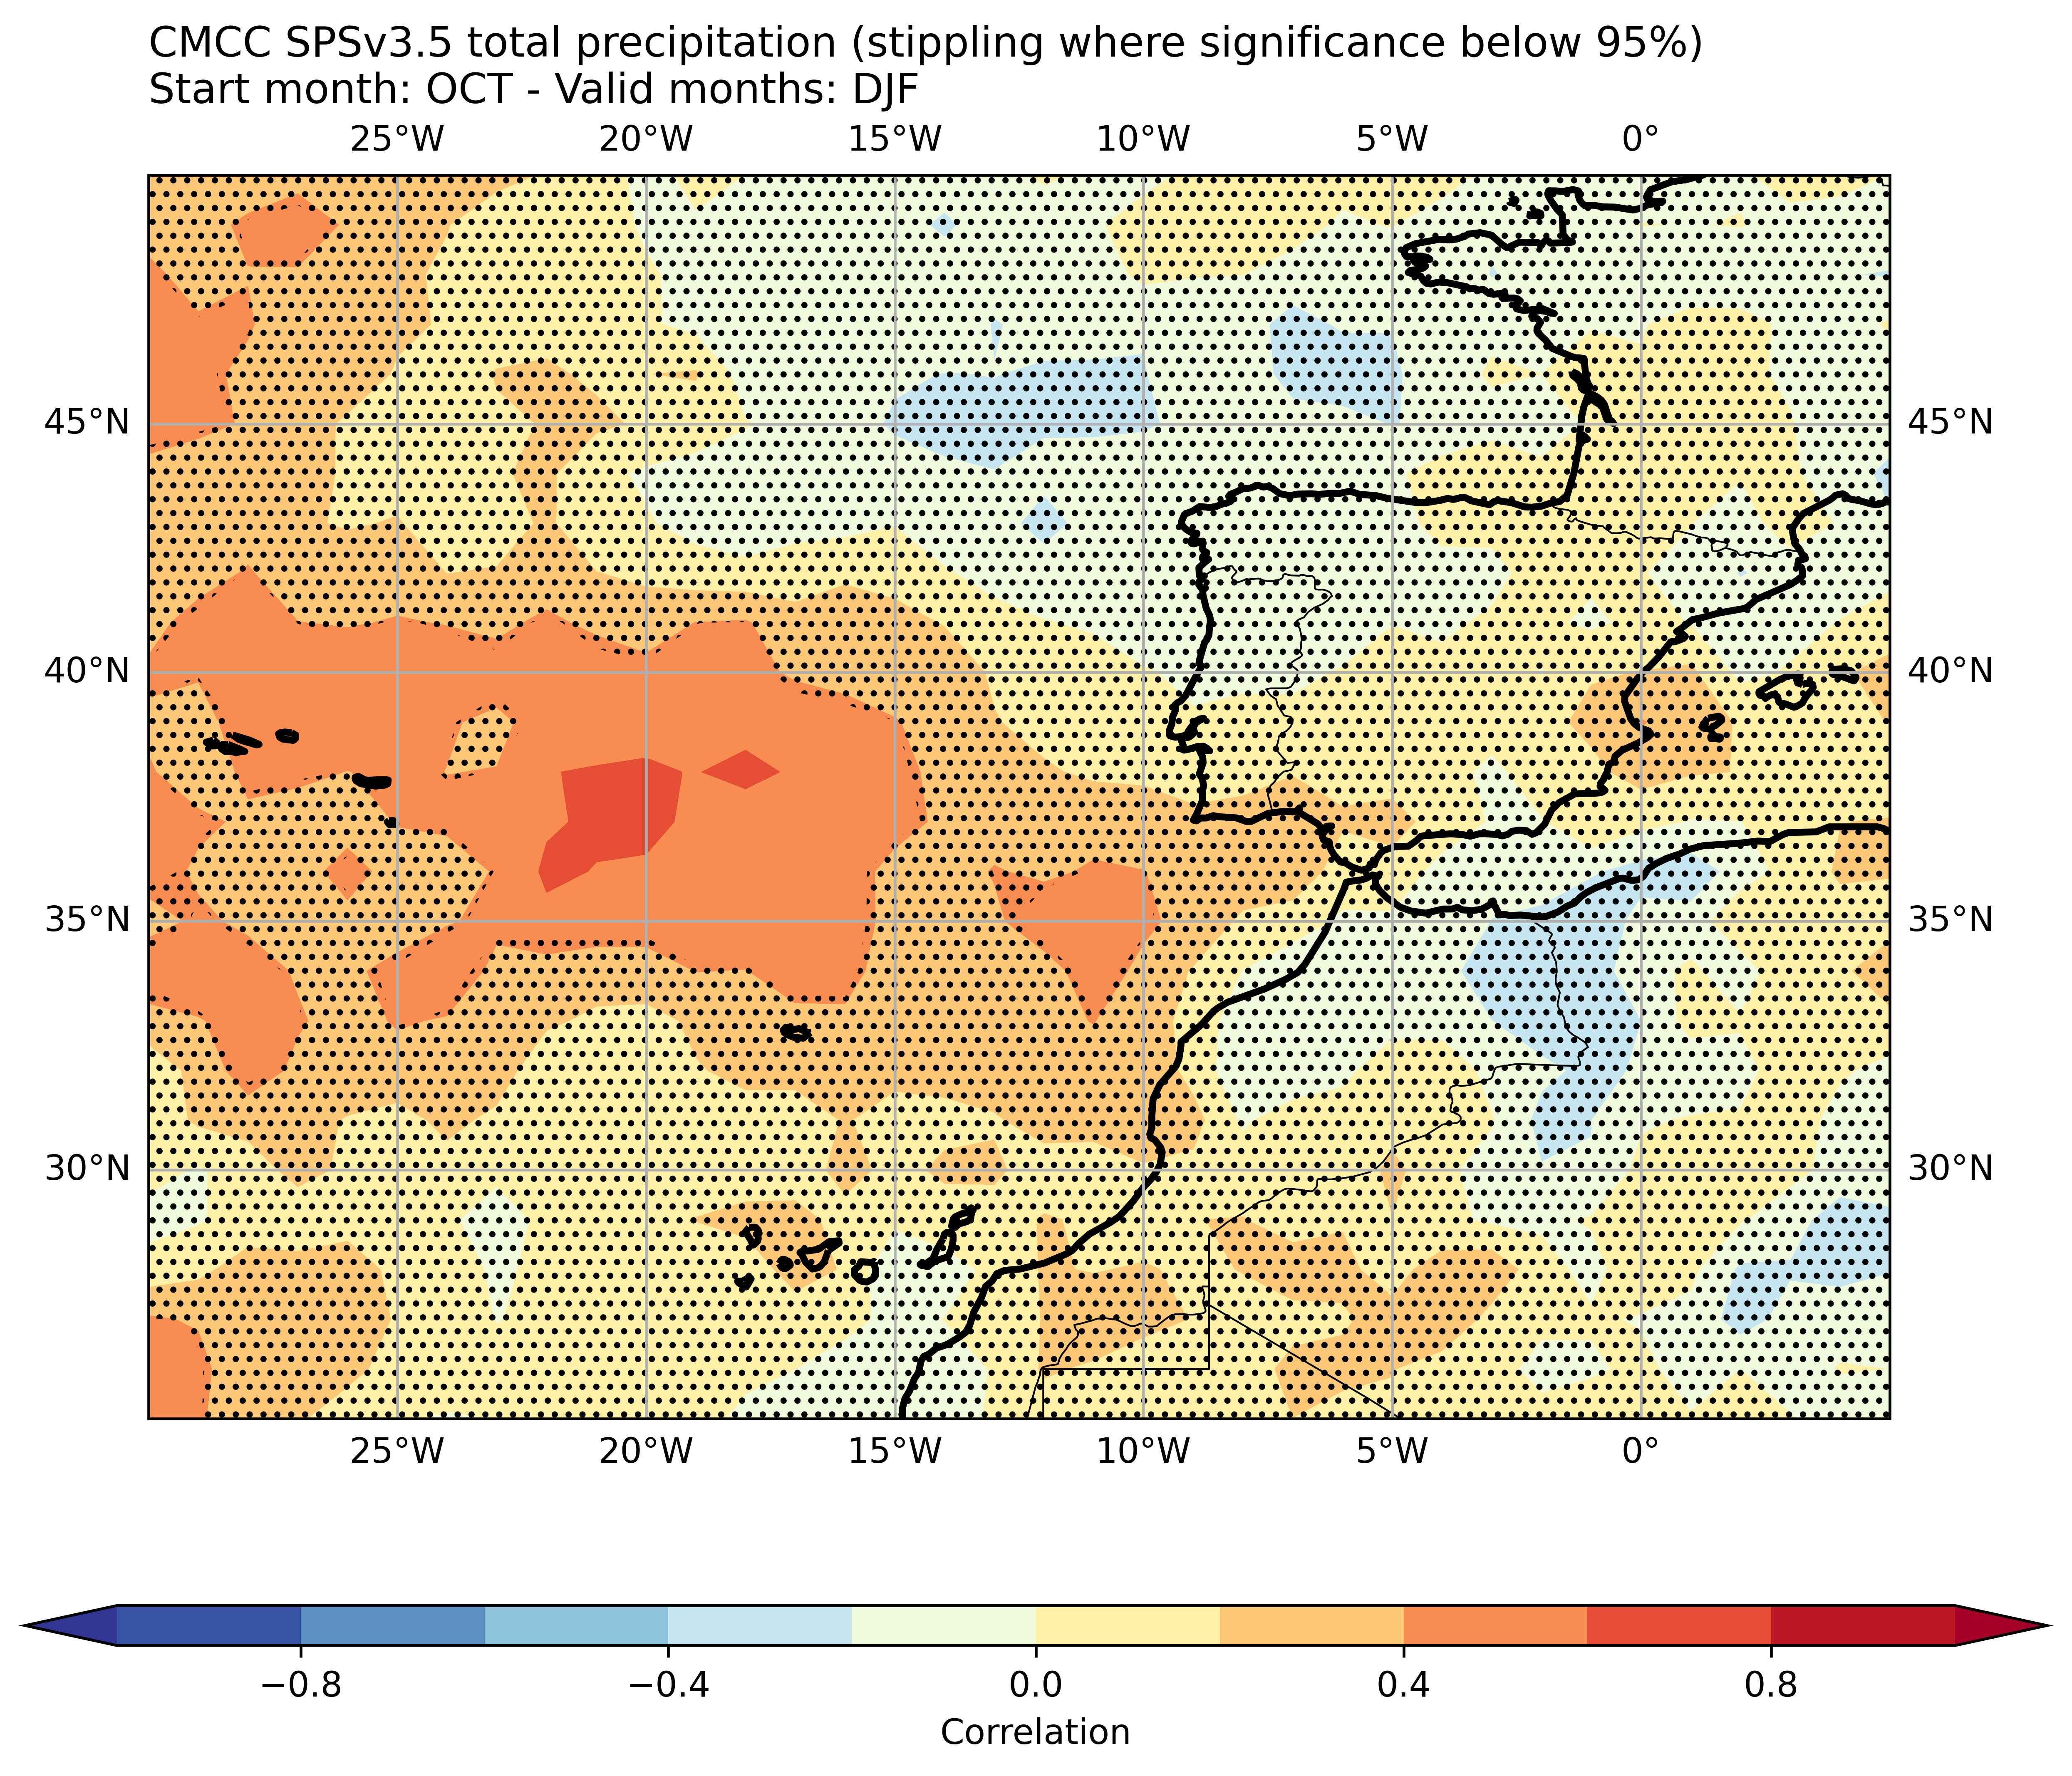 CMCC SPSv3.5 total precipitation (stippling where significance below 95%)
Start month: OCT - Valid months: DJF
25°W 20°W 15°W 10°W 5°W 0°
45°N 45°N
40°N 40°N
35°N 35°N
30°N 30°N
25°W 20°W 15°W 10°W 5°W 0°
−0.8 −0.4 0.0 0.4 0.8
Correlation